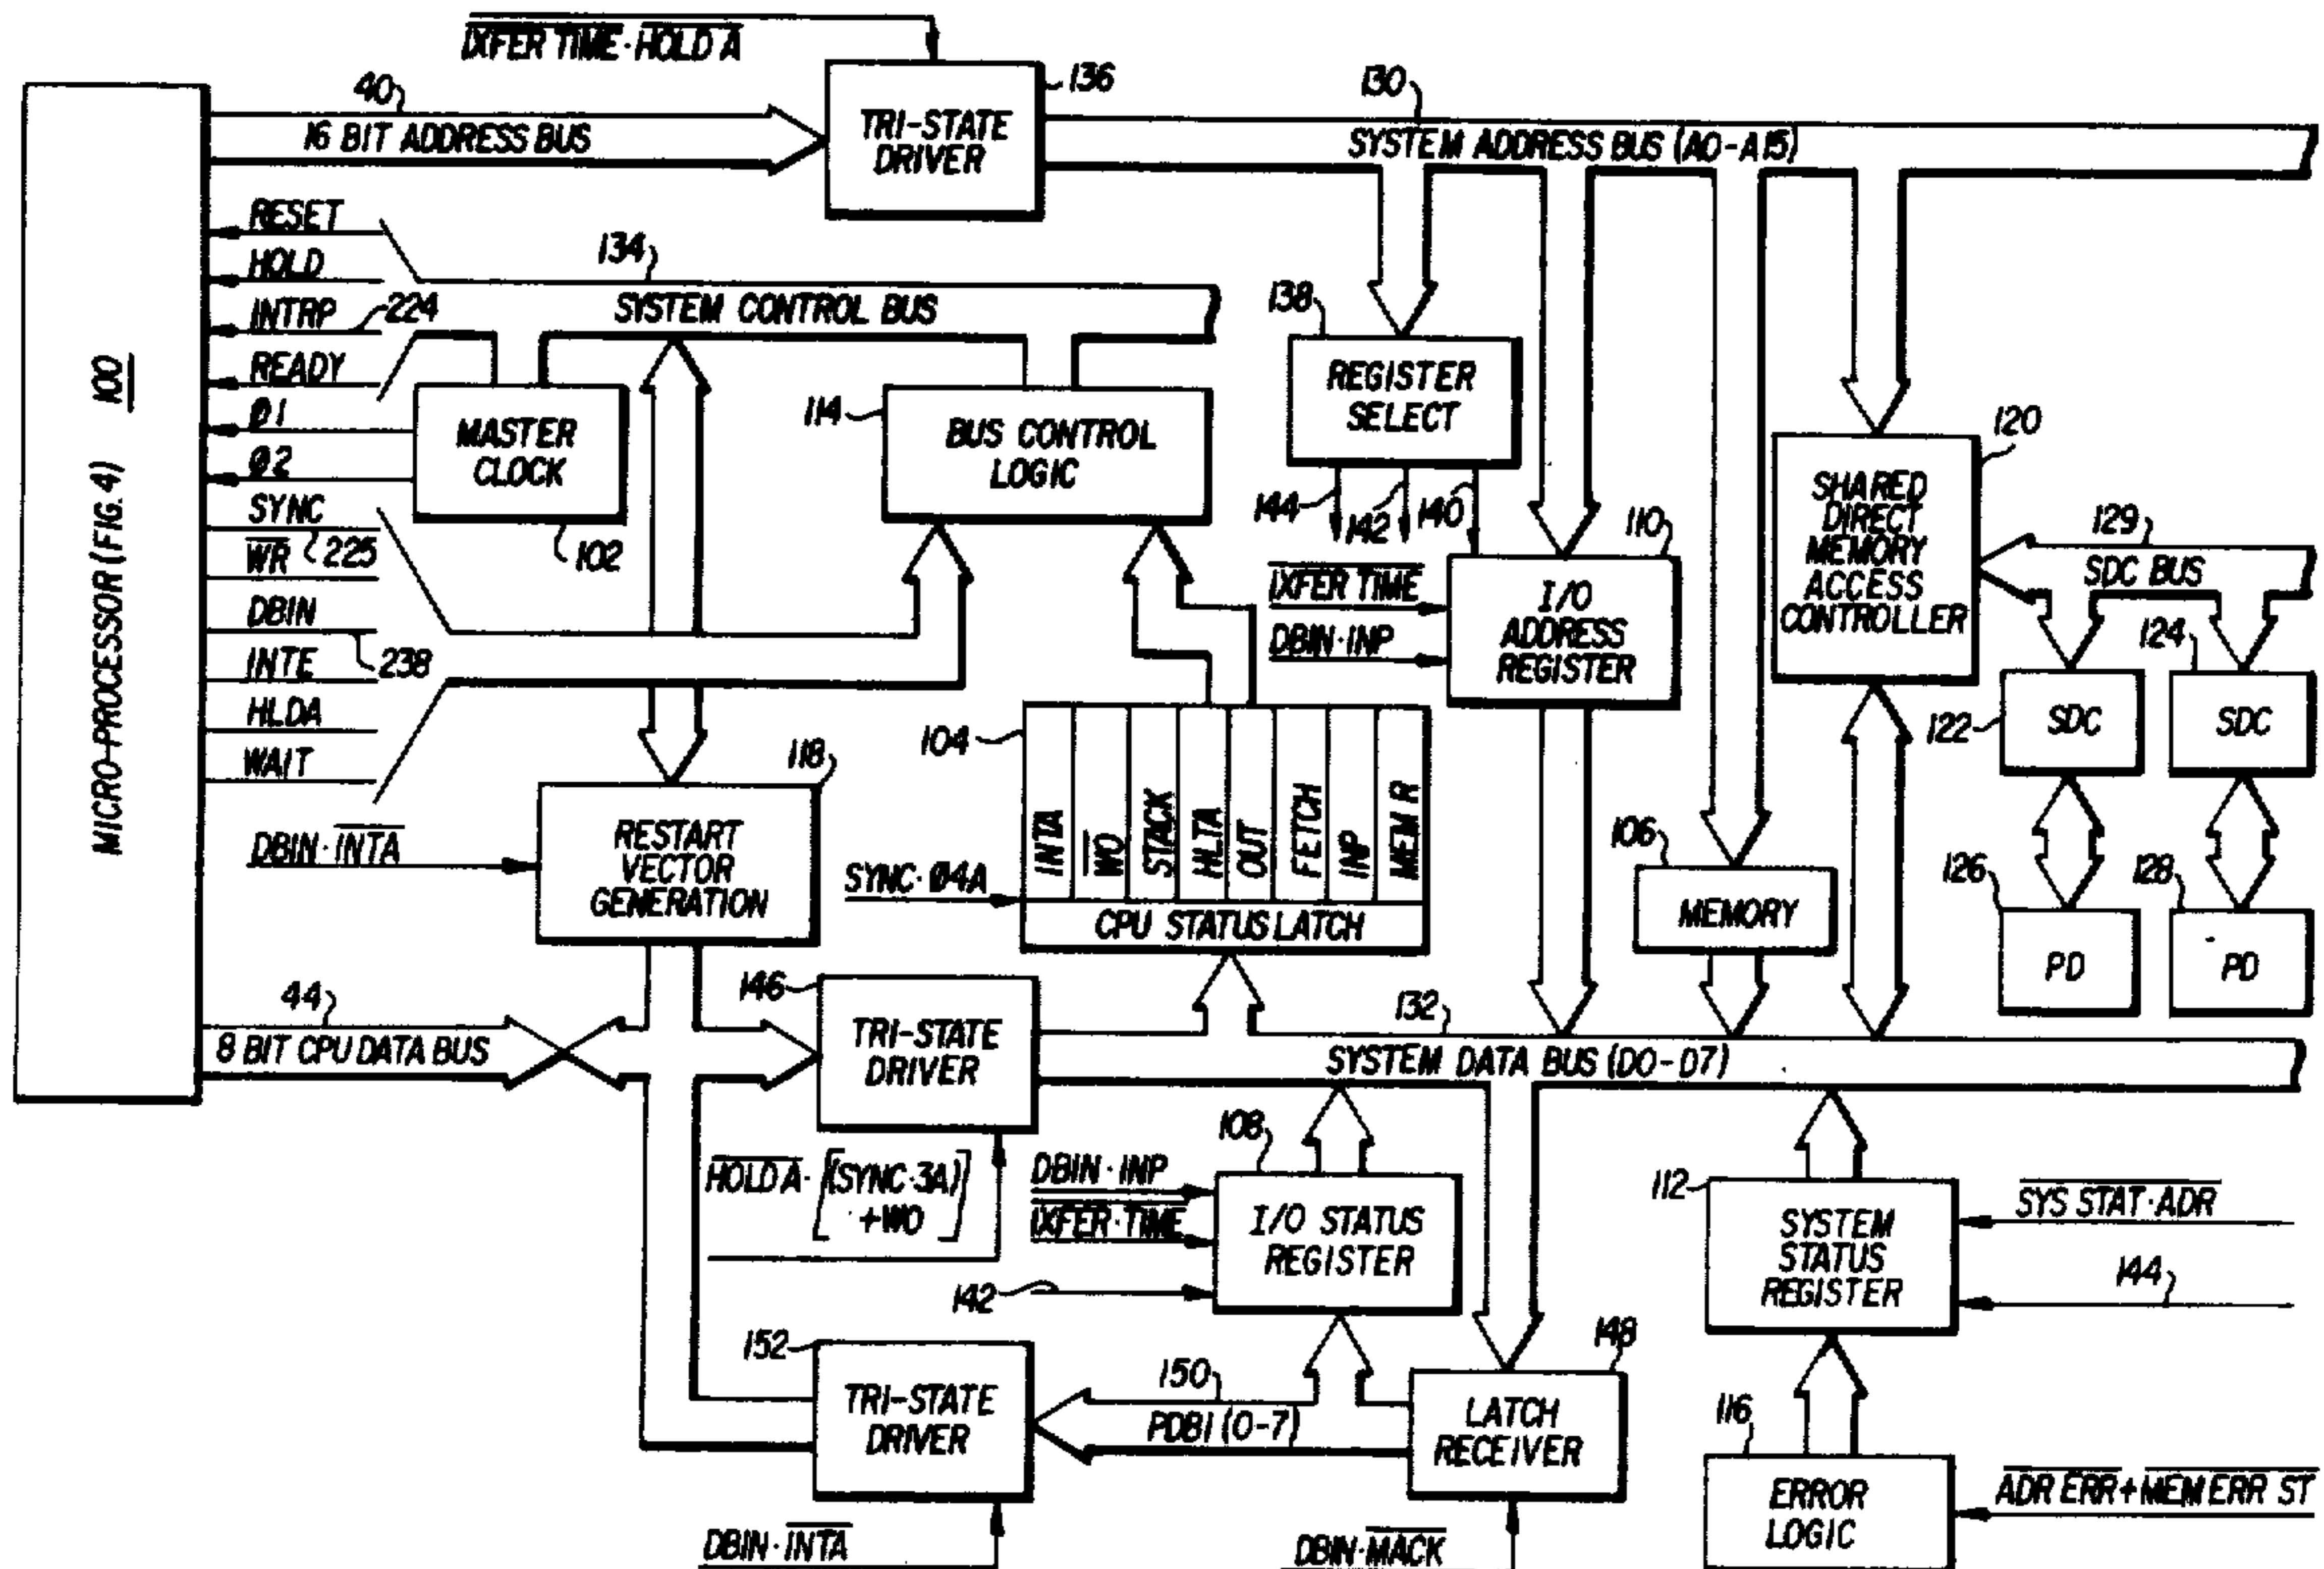 IXFER TIME·HOLD A
136
40
130
16 BIT ADDRESS BUS
TRI-STATE
DRIVER
SYSTEM ADDRESS BUS (A0-A15)
RESET
HOLD
134
INTRP
224
SYSTEM CONTROL BUS
138
READY
REGISTER
SELECT
MICRO-PROCESSOR (FIG. 4) 100
Ø1
Ø2
MASTER
CLOCK
114
BUS CONTROL
LOGIC
120
144
142
140
110
SHARED
DIRECT
MEMORY
ACCESS
CONTROLLER
129
SDC BUS
SYNC
225
102
WR
DBIN
238
IXFER TIME
DBIN·INP
I/O
ADDRESS
REGISTER
124
INTE
HLDA
WAIT
118
104
122
SDC
SDC
RESTART
VECTOR
GENERATION
DBIN·INTA
INTA
WO
STACK
HLTA
OUT
FETCH
INP
MEM R
SYNC·Ø4A
CPU STATUS LATCH
106
MEMORY
126
128
PD
PD
44
146
132
8 BIT CPU DATA BUS
TRI-STATE
DRIVER
SYSTEM DATA BUS (D0-D7)
108
HOLD A·[(SYNC·3A)
+WO]
DBIN·INP
IXFER·TIME
I/O STATUS
REGISTER
142
112
SYSTEM
STATUS
REGISTER
SYS STAT·ADR
144
152
150
148
TRI-STATE
DRIVER
PDBI (0-7)
LATCH
RECEIVER
116
ERROR
LOGIC
ADR ERR+MEM ERR ST
DBIN·INTA
DBIN·MACK